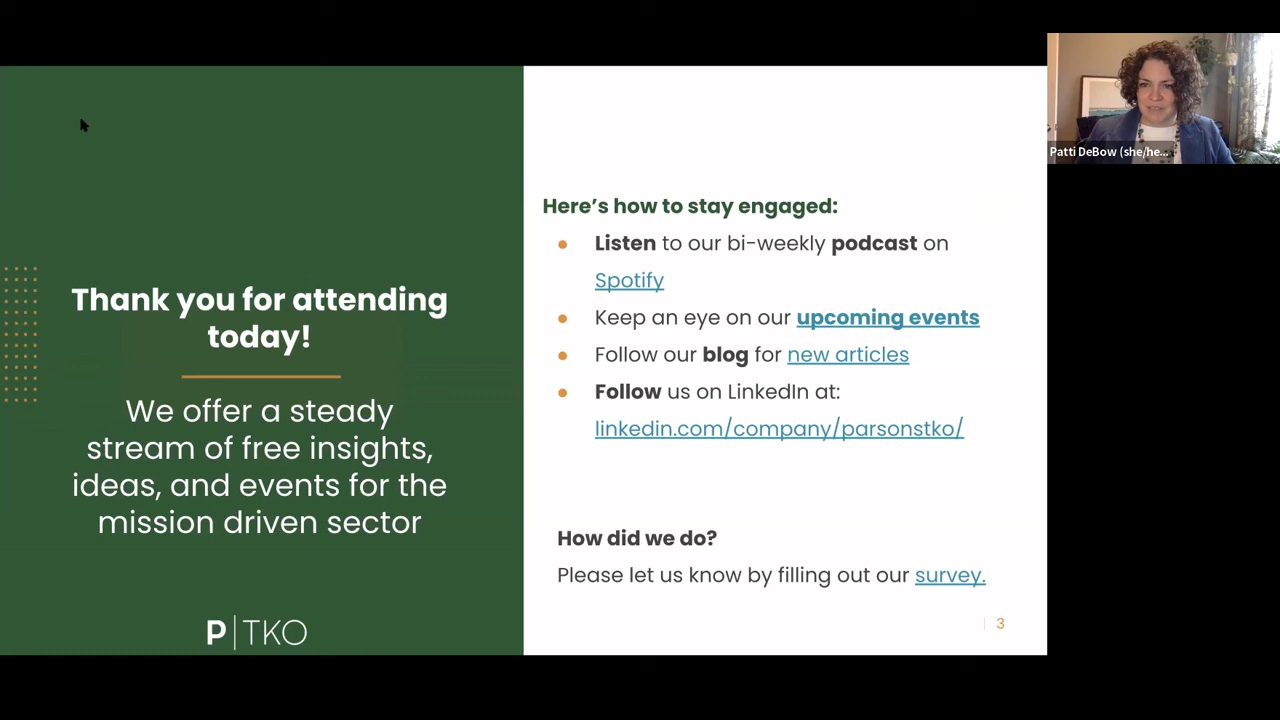 Thank you for attending
today!
We offer a steady
stream of free insights,
ideas, and events for the
mission driven sector
P|TKO
Here’s how to stay engaged:
● Listen to our bi-weekly podcast on
Spotify
● Keep an eye on our upcoming events
● Follow our blog for new articles
● Follow us on LinkedIn at:
linkedin.com/company/parsonstko/
How did we do?
Please let us know by filling out our survey.
| 3
Patti DeBow (she/he...